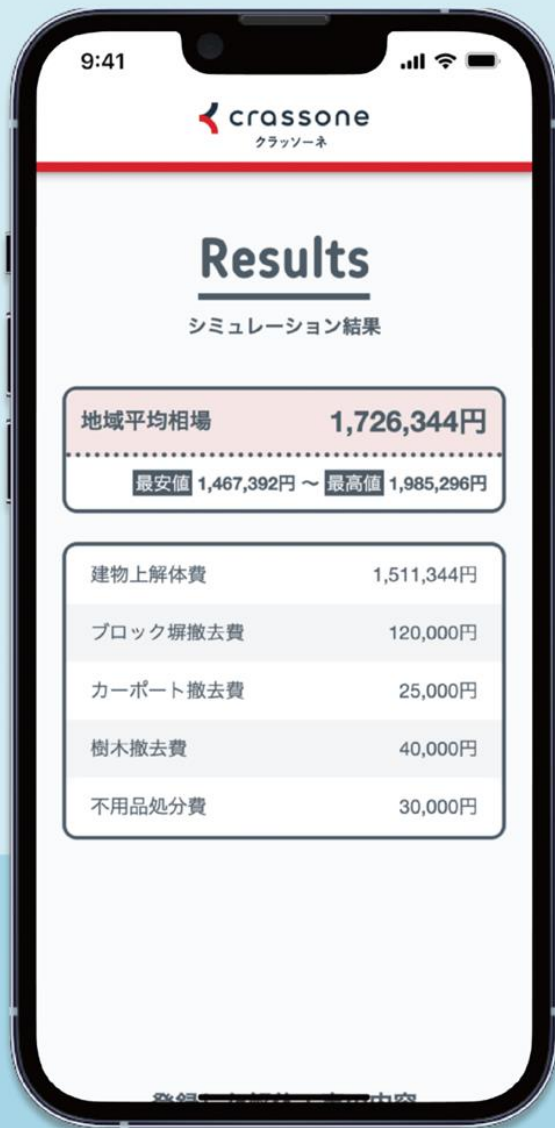 9:41
crassone
クラッソーネ
Results
シミュレーション結果
地域平均相場 1,726,344円
最安値 1,467,392円 ～ 最高値 1,985,296円
建物上解体費 1,511,344円
ブロック塀撤去費 120,000円
カーポート撤去費 25,000円
樹木撤去費 40,000円
不用品処分費 30,000円